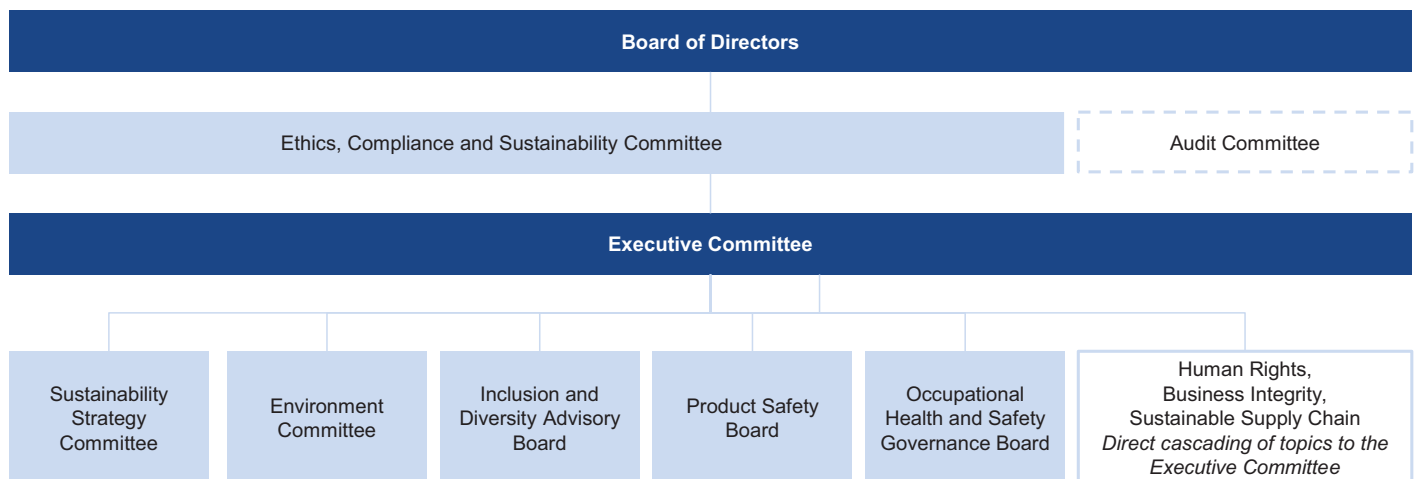 Board of Directors
Ethics, Compliance and Sustainability Committee
Audit Committee
Executive Committee
Sustainability
Strategy
Committee
Environment
Committee
Inclusion and
Diversity Advisory
Board
Product Safety
Board
Occupational
Health and Safety
Governance Board
Human Rights,
Business Integrity,
Sustainable Supply Chain
Direct cascading of topics to the
Executive Committee